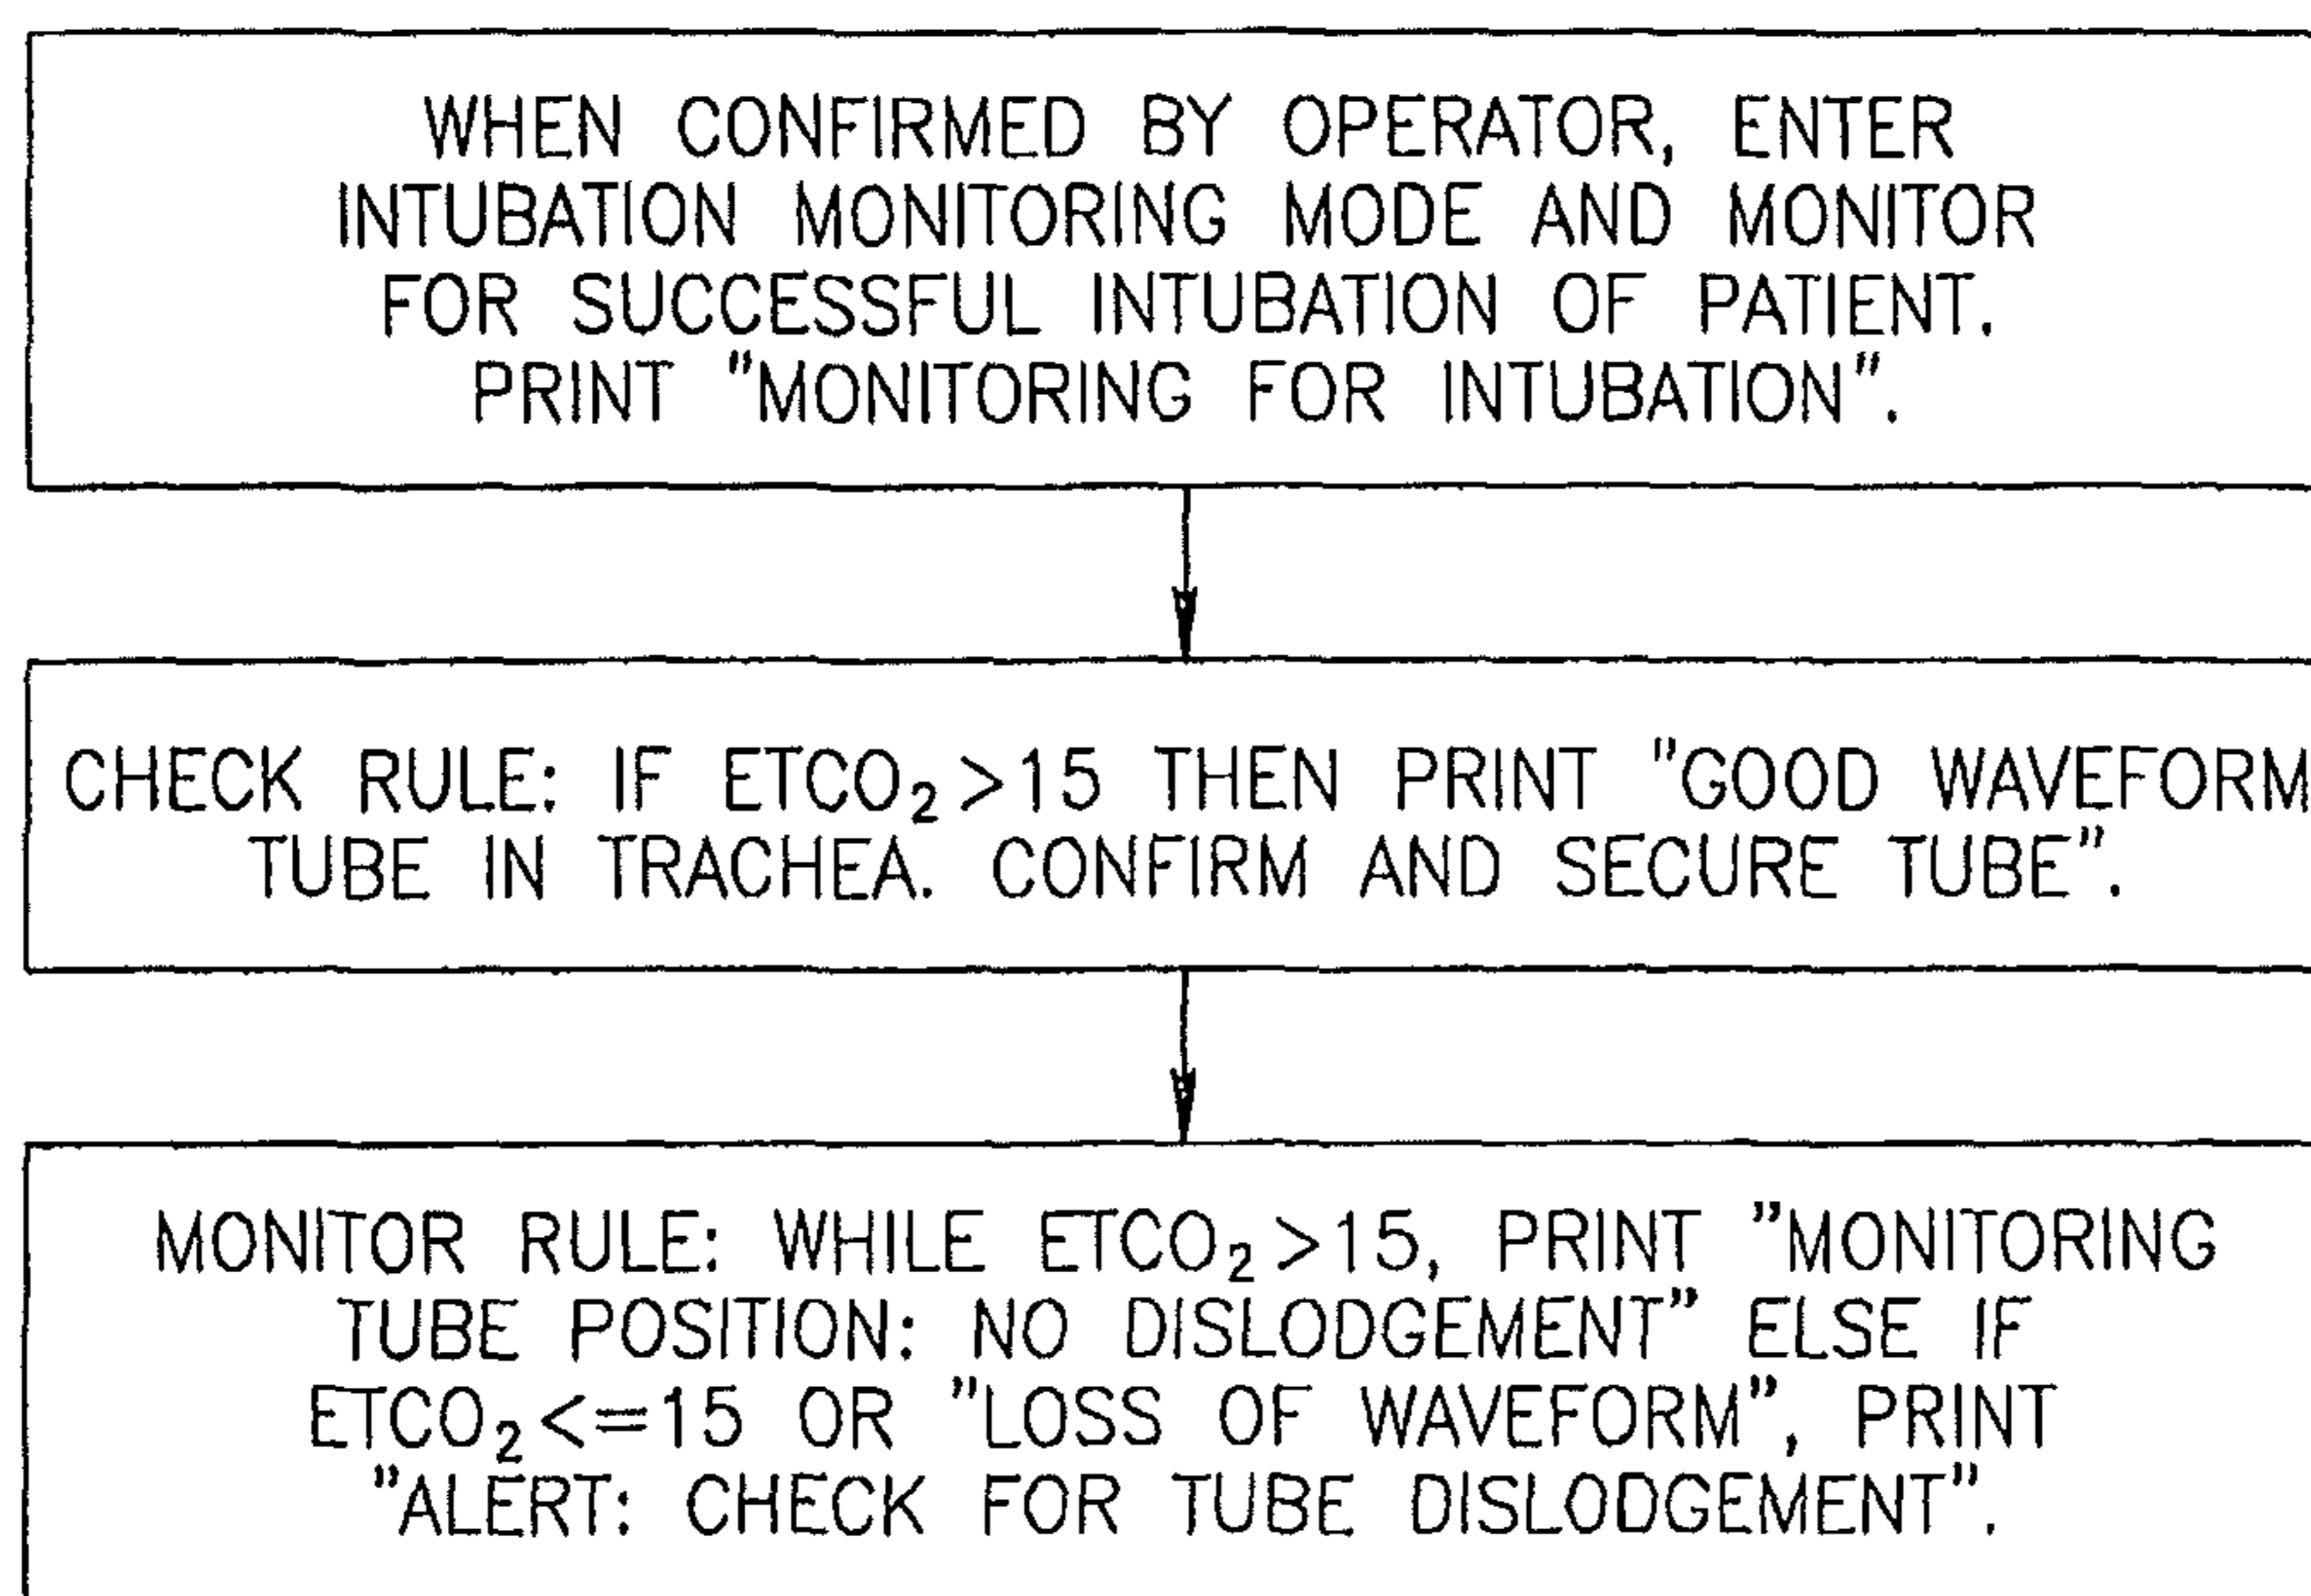 WHEN CONFIRMED BY OPERATOR, ENTER
INTUBATION MONITORING MODE AND MONITOR
FOR SUCCESSFUL INTUBATION OF PATIENT.
PRINT "MONITORING FOR INTUBATION".
CHECK RULE: IF ETCO₂>15 THEN PRINT "GOOD WAVEFORM
TUBE IN TRACHEA. CONFIRM AND SECURE TUBE".
MONITOR RULE: WHILE ETCO₂>15, PRINT "MONITORING
TUBE POSITION: NO DISLODGEMENT" ELSE IF
ETCO₂<=15 OR "LOSS OF WAVEFORM", PRINT
"ALERT: CHECK FOR TUBE DISLODGEMENT".